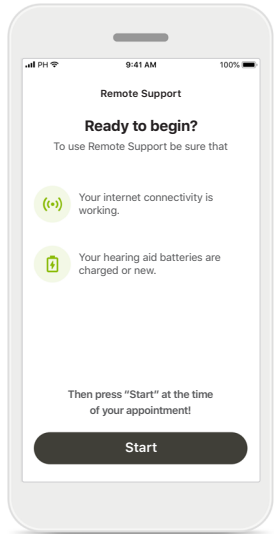 PH 9:41 AM 100%
Remote Support
Ready to begin?
To use Remote Support be sure that
Your internet connectivity is
working.
Your hearing aid batteries are
charged or new.
Then press “Start” at the time
of your appointment!
Start